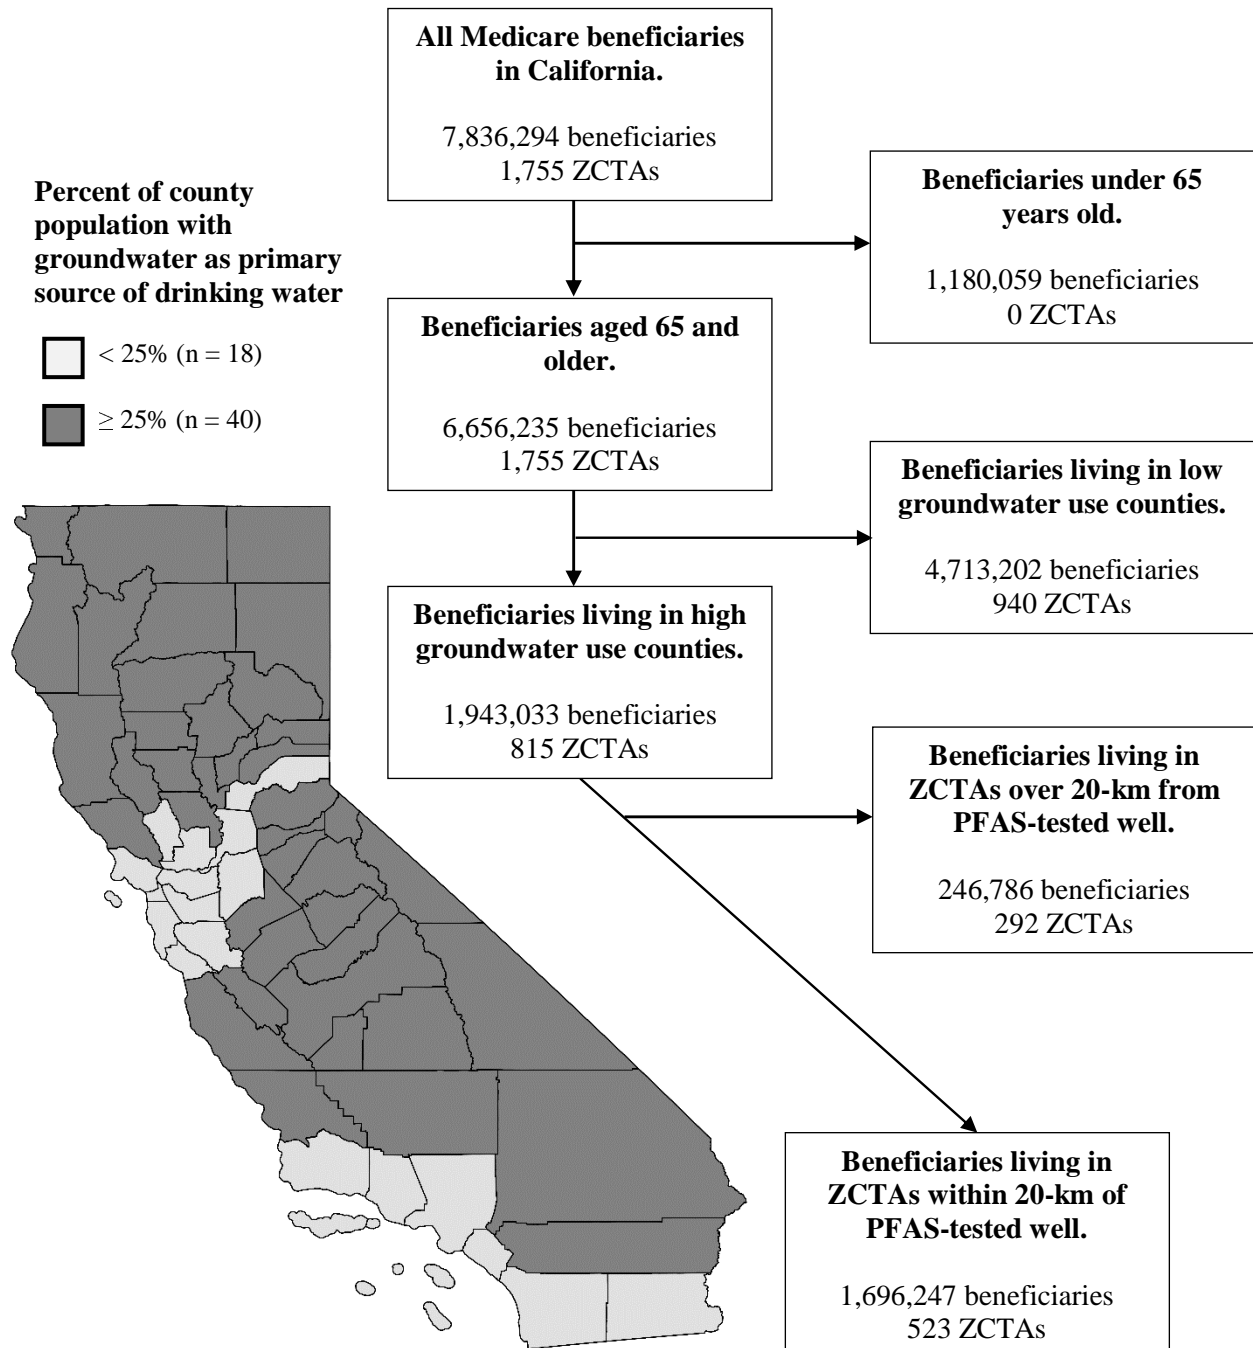 All Medicare beneficiaries
in California.
7,836,294 beneficiaries
1,755 ZCTAs
Beneficiaries under 65
years old.
1,180,059 beneficiaries
0 ZCTAs
Percent of county
population with
groundwater as primary
source of drinking water
< 25% (n = 18)
≥ 25% (n = 40)
Beneficiaries aged 65 and
older.
6,656,235 beneficiaries
1,755 ZCTAs
Beneficiaries living in low
groundwater use counties.
4,713,202 beneficiaries
940 ZCTAs
Beneficiaries living in high
groundwater use counties.
1,943,033 beneficiaries
815 ZCTAs
Beneficiaries living in
ZCTAs over 20-km from
PFAS-tested well.
246,786 beneficiaries
292 ZCTAs
Beneficiaries living in
ZCTAs within 20-km of
PFAS-tested well.
1,696,247 beneficiaries
523 ZCTAs